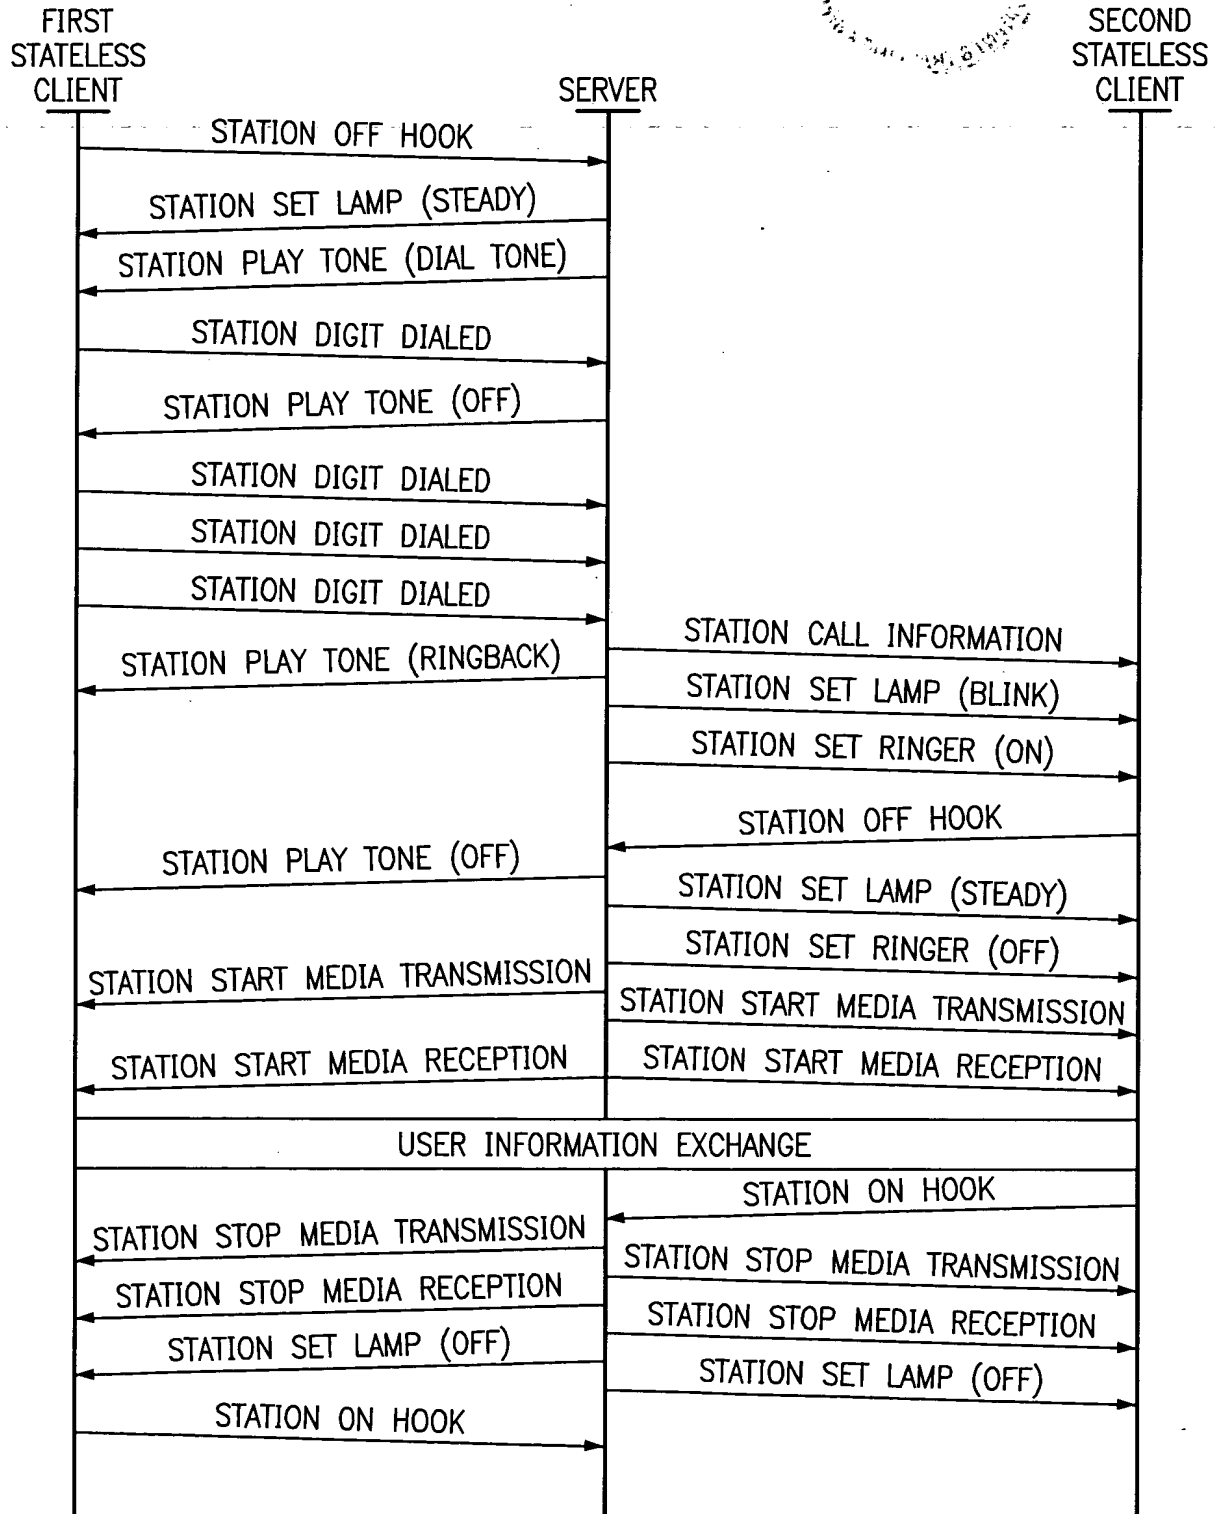 FIRST
STATELESS
CLIENT
SERVER
SECOND
STATELESS
CLIENT
STATION OFF HOOK
STATION SET LAMP (STEADY)
STATION PLAY TONE (DIAL TONE)
STATION DIGIT DIALED
STATION PLAY TONE (OFF)
STATION DIGIT DIALED
STATION DIGIT DIALED
STATION DIGIT DIALED
STATION CALL INFORMATION
STATION PLAY TONE (RINGBACK)
STATION SET LAMP (BLINK)
STATION SET RINGER (ON)
STATION OFF HOOK
STATION PLAY TONE (OFF)
STATION SET LAMP (STEADY)
STATION SET RINGER (OFF)
STATION START MEDIA TRANSMISSION
STATION START MEDIA TRANSMISSION
STATION START MEDIA RECEPTION
STATION START MEDIA RECEPTION
USER INFORMATION EXCHANGE
STATION ON HOOK
STATION STOP MEDIA TRANSMISSION
STATION STOP MEDIA TRANSMISSION
STATION STOP MEDIA RECEPTION
STATION STOP MEDIA RECEPTION
STATION SET LAMP (OFF)
STATION SET LAMP (OFF)
STATION ON HOOK